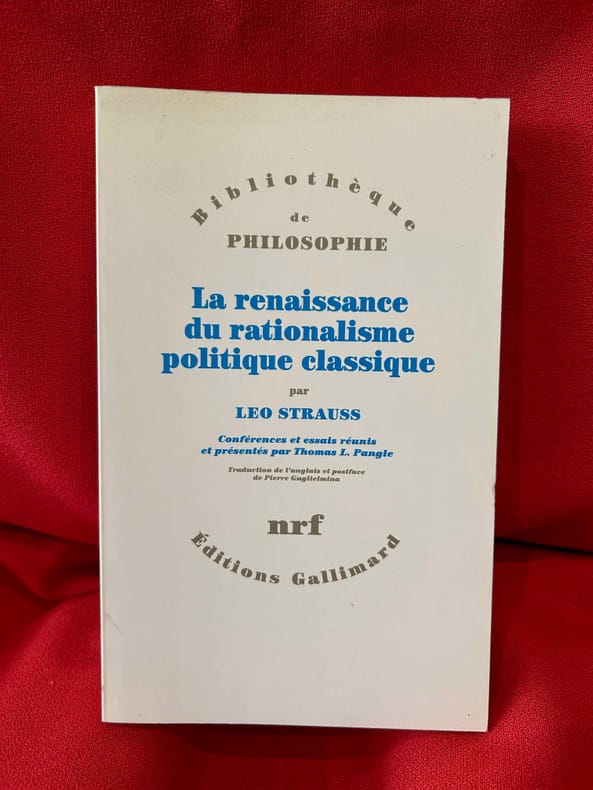 Bibliothèque
de
PHILOSOPHIE
La renaissance
du rationalisme
politique classique
par
LEO STRAUSS
Conférences et essais réunis
et présentés par Thomas L. Pangle
Traduction de l'anglais et postface
de Pierre Guglielmina
nrf
Éditions Gallimard